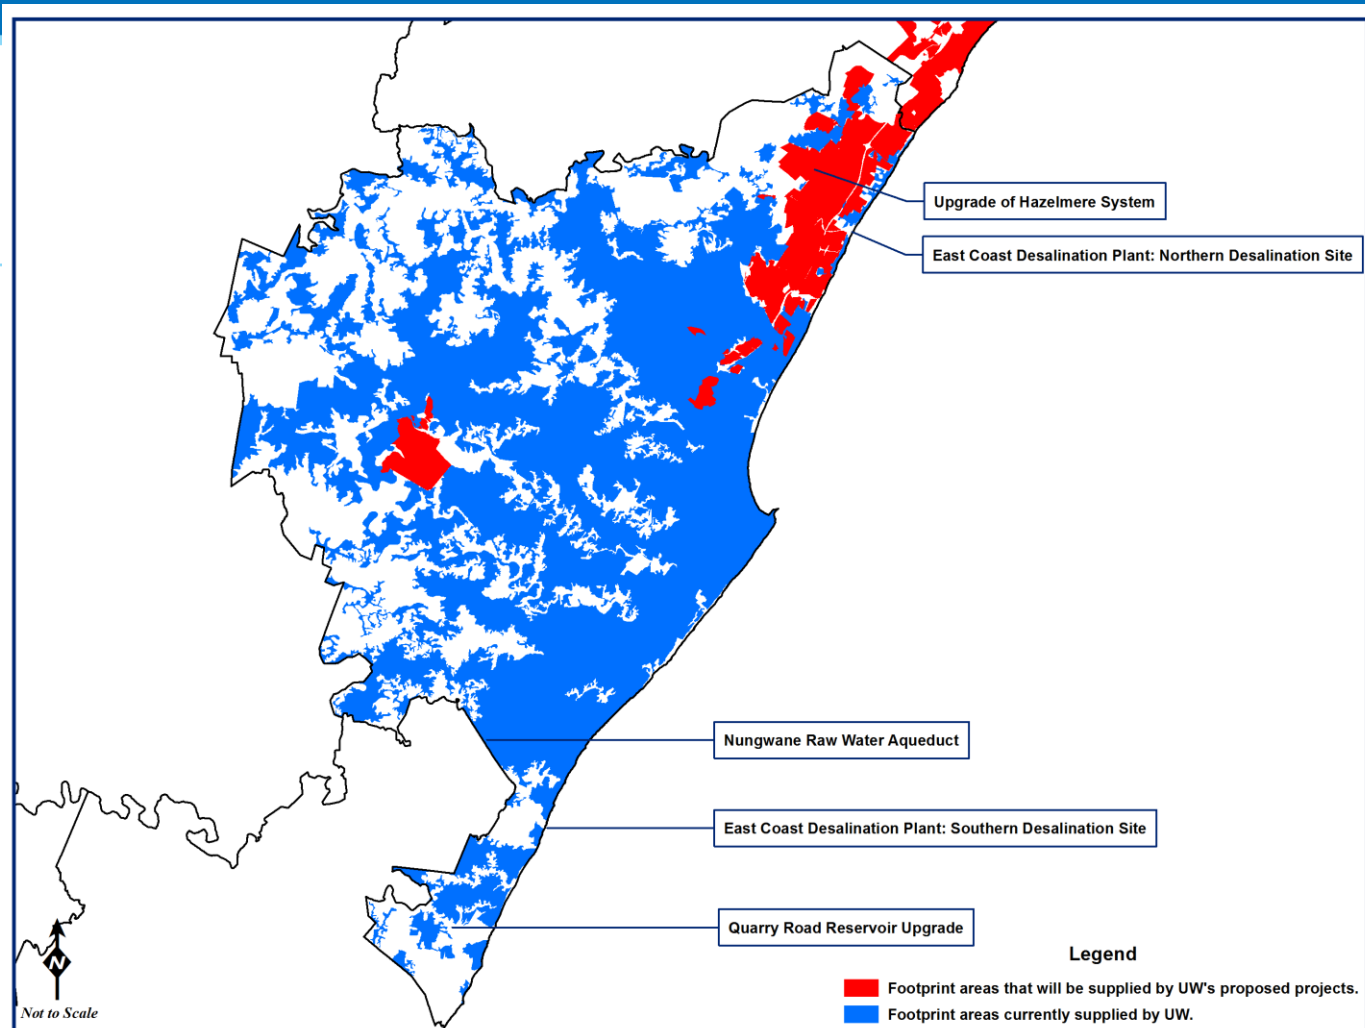 Upgrade of Hazelmere System
East Coast Desalination Plant: Northern Desalination Site
Nungwane Raw Water Aqueduct
East Coast Desalination Plant: Southern Desalination Site
Quarry Road Reservoir Upgrade
Legend
Footprint areas that will be supplied by UW's proposed projects.
Footprint areas currently supplied by UW.
N
Not to Scale